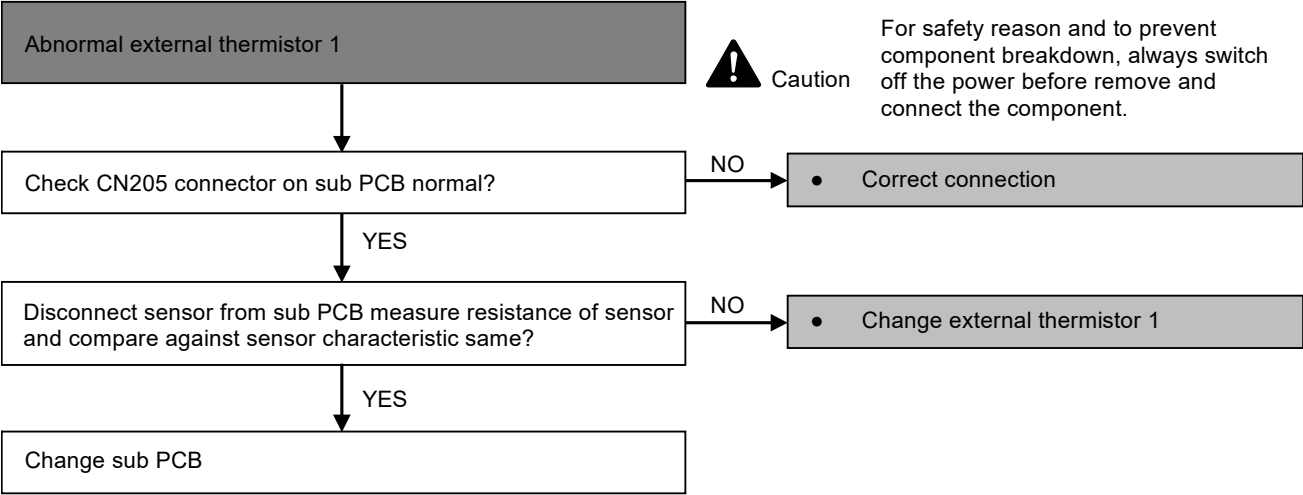 Abnormal external thermistor 1
Caution
For safety reason and to prevent
component breakdown, always switch
off the power before remove and
connect the component.
Check CN205 connector on sub PCB normal?
NO
• Correct connection
YES
Disconnect sensor from sub PCB measure resistance of sensor
and compare against sensor characteristic same?
NO
• Change external thermistor 1
YES
Change sub PCB